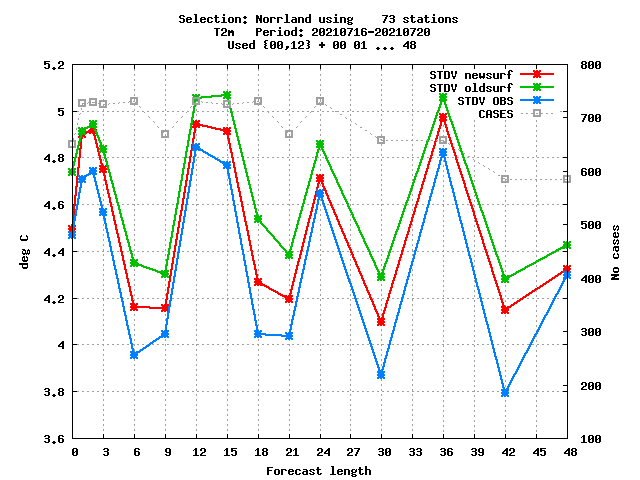 Selection: Norrland using    73 stations
T2m   Period: 20210716-20210720
Used {00,12} + 00 01 ... 48
STDV newsurf
STDV oldsurf
STDV OBS
CASES
5.2
5
4.8
4.6
4.4
4.2
4
3.8
3.6
deg C
800
700
600
500
400
300
200
100
No cases
0 3 6 9 12 15 18 21 24 27 30 33 36 39 42 45 48
Forecast length